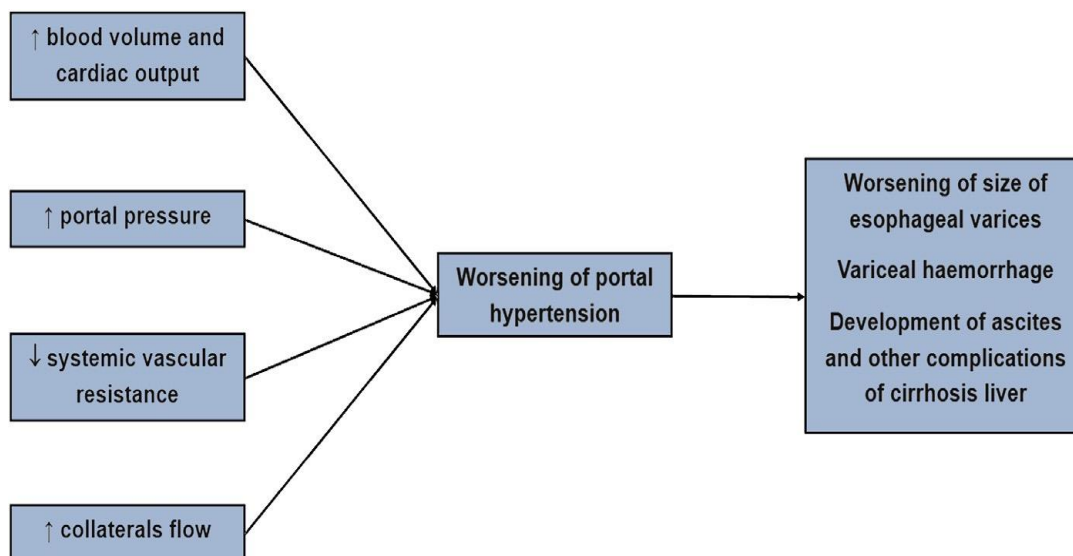 ↑ blood volume and
cardiac output
↑ portal pressure
↓ systemic vascular
resistance
↑ collaterals flow
Worsening of portal
hypertension
Worsening of size of
esophageal varices
Variceal haemorrhage
Development of ascites
and other complications
of cirrhosis liver